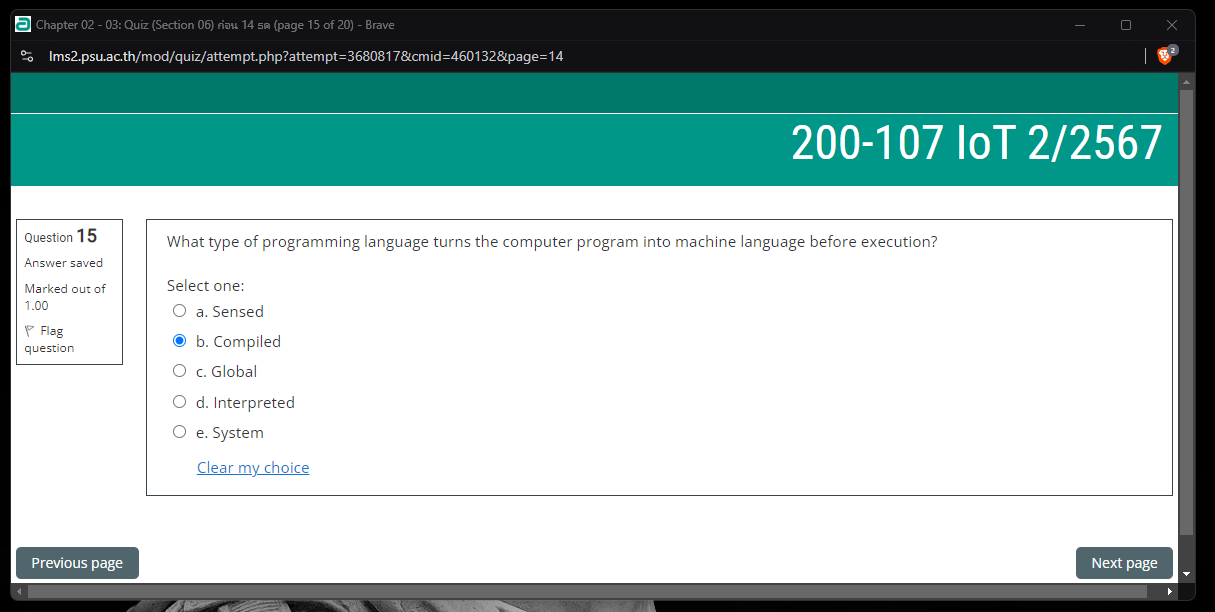 Chapter 02 - 03: Quiz (Section 06) ก่อน 14 ธค (page 15 of 20) - Brave
lms2.psu.ac.th/mod/quiz/attempt.php?attempt=3680817&cmid=460132&page=14
2
200-107 IoT 2/2567
Question 15
Answer saved
Marked out of
1.00
Flag
question
What type of programming language turns the computer program into machine language before execution?
Select one:
a. Sensed
b. Compiled
c. Global
d. Interpreted
e. System
Clear my choice
Previous page
Next page